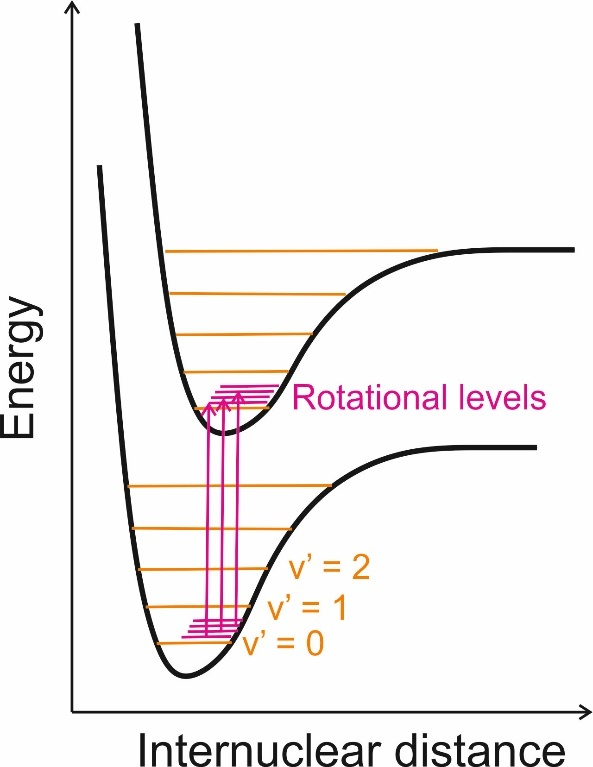 Energy
Rotational levels
v’ = 2
v’ = 1
v’ = 0
Internuclear distance